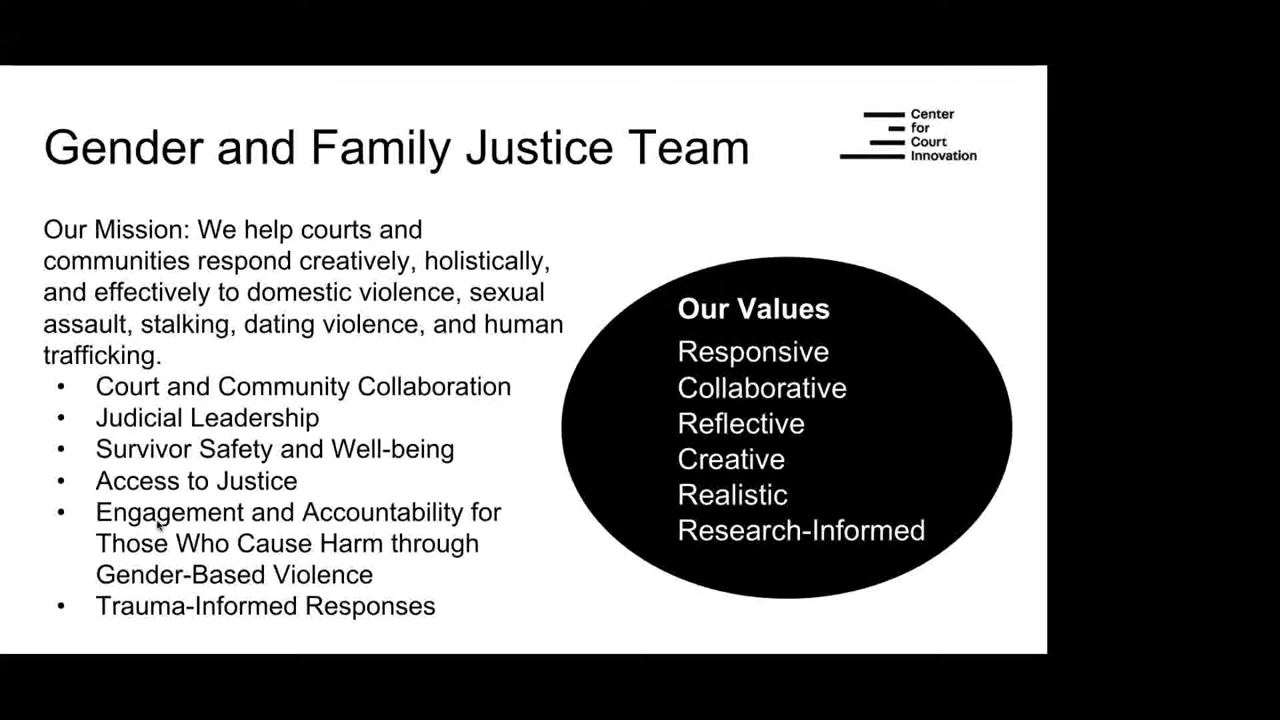 Gender and Family Justice Team
Center
for
Court
Innovation
Our Mission: We help courts and
communities respond creatively, holistically,
and effectively to domestic violence, sexual
assault, stalking, dating violence, and human
trafficking.
• Court and Community Collaboration
• Judicial Leadership
• Survivor Safety and Well-being
• Access to Justice
• Engagement and Accountability for
Those Who Cause Harm through
Gender-Based Violence
• Trauma-Informed Responses
Our Values
Responsive
Collaborative
Reflective
Creative
Realistic
Research-Informed